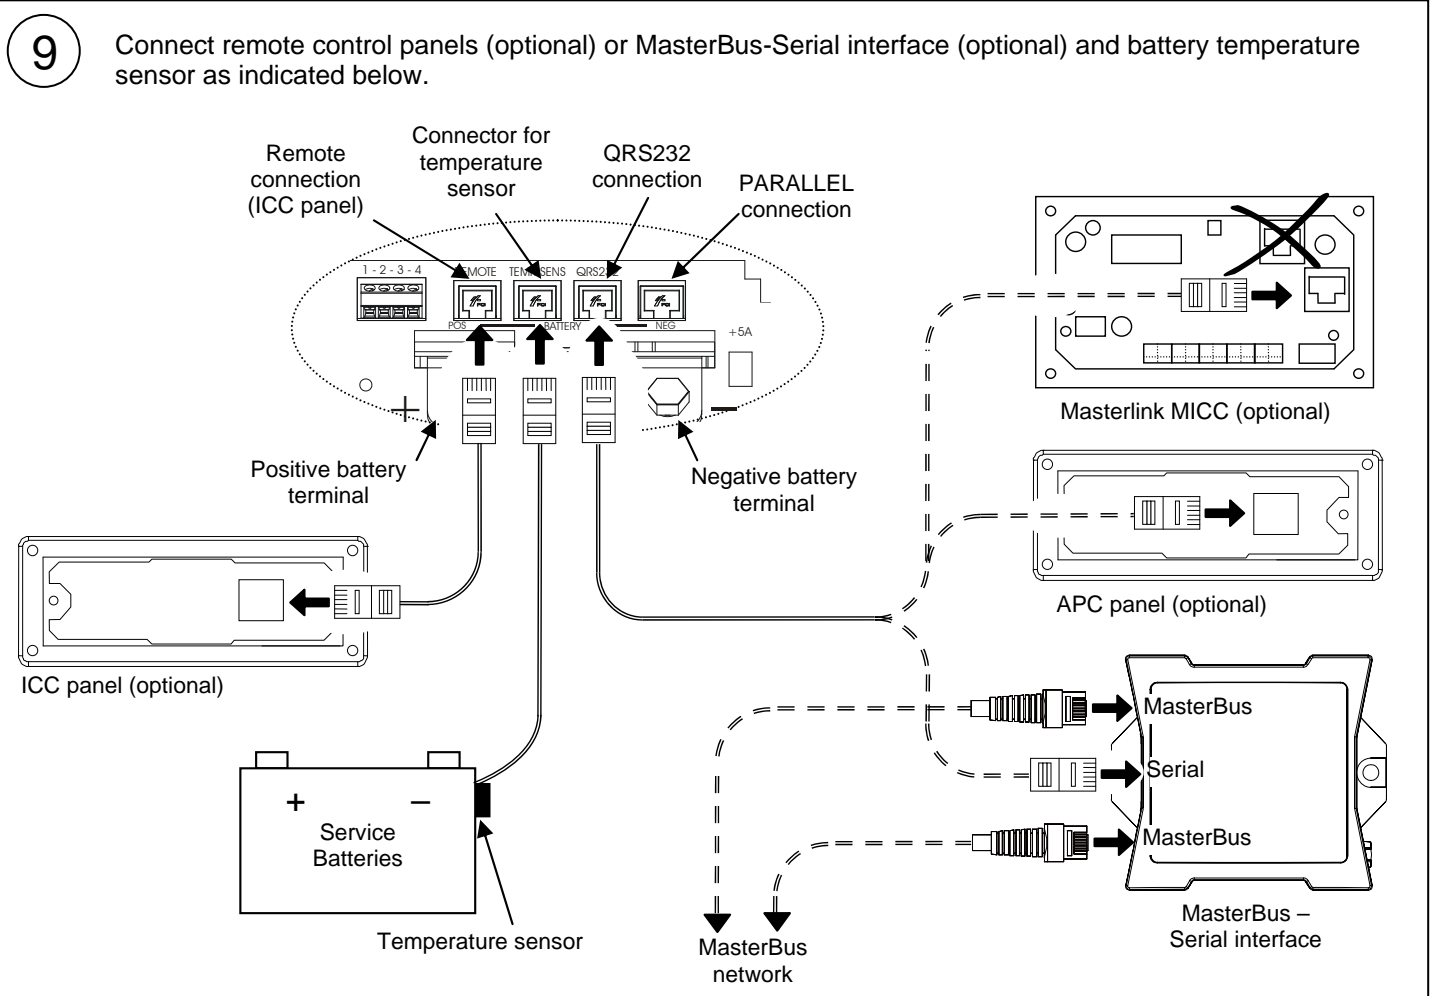 9
Connect remote control panels (optional) or MasterBus-Serial interface (optional) and battery temperature
sensor as indicated below.
Connector for
temperature
sensor
Remote
connection
(ICC panel)
QRS232
connection
PARALLEL
connection
1 - 2 - 3 - 4
TEMP SENS
QRS232
POS
BATTERY
NEG
+5A
+
–
Positive battery
terminal
Negative battery
terminal
Masterlink MICC (optional)
APC panel (optional)
ICC panel (optional)
MasterBus
Serial
MasterBus
+
–
Service
Batteries
Temperature sensor
MasterBus
network
MasterBus –
Serial interface